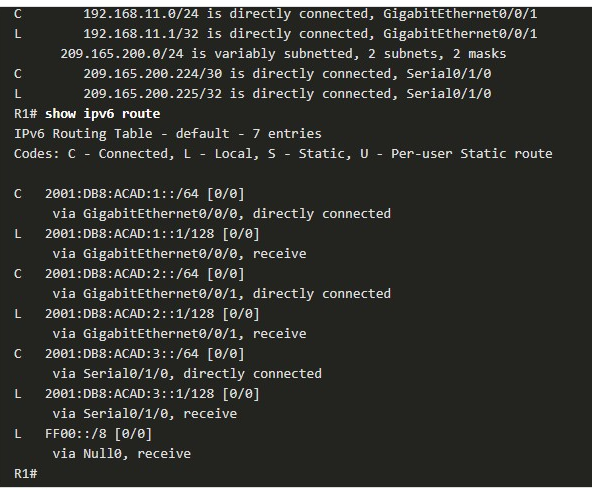 C        192.168.11.0/24 is directly connected, GigabitEthernet0/0/1
L        192.168.11.1/32 is directly connected, GigabitEthernet0/0/1
      209.165.200.0/24 is variably subnetted, 2 subnets, 2 masks
C        209.165.200.224/30 is directly connected, Serial0/1/0
L        209.165.200.225/32 is directly connected, Serial0/1/0
R1# show ipv6 route
IPv6 Routing Table - default - 7 entries
Codes: C - Connected, L - Local, S - Static, U - Per-user Static route

C   2001:DB8:ACAD:1::/64 [0/0]
     via GigabitEthernet0/0/0, directly connected
L   2001:DB8:ACAD:1::1/128 [0/0]
     via GigabitEthernet0/0/0, receive
C   2001:DB8:ACAD:2::/64 [0/0]
     via GigabitEthernet0/0/1, directly connected
L   2001:DB8:ACAD:2::1/128 [0/0]
     via GigabitEthernet0/0/1, receive
C   2001:DB8:ACAD:3::/64 [0/0]
     via Serial0/1/0, directly connected
L   2001:DB8:ACAD:3::1/128 [0/0]
     via Serial0/1/0, receive
L   FF00::/8 [0/0]
     via Null0, receive
R1#